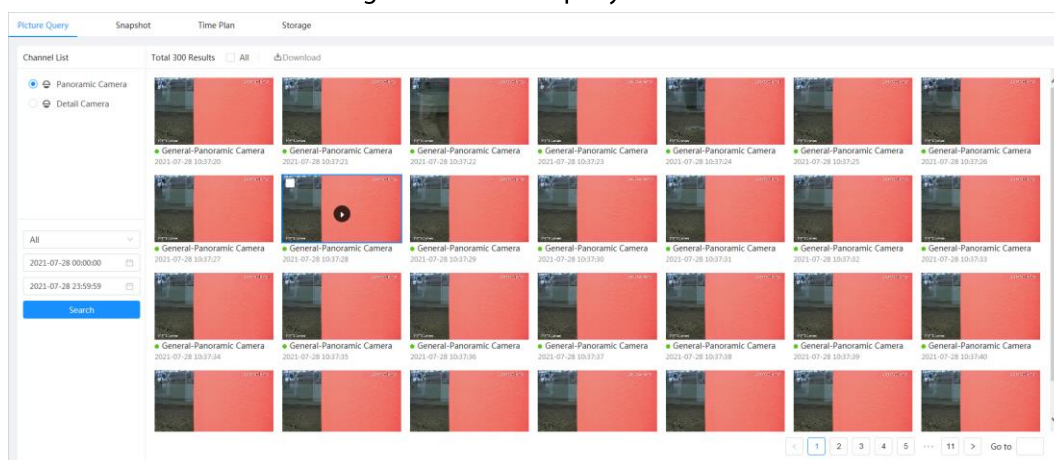 Picture Query Snapshot Time Plan Storage
Channel List Total 300 Results All Download
Panoramic Camera
Detail Camera
General-Panoramic Camera General-Panoramic Camera General-Panoramic Camera General-Panoramic Camera General-Panoramic Camera General-Panoramic Camera General-Panoramic Camera
2021-07-28 10:37:20 2021-07-28 10:37:21 2021-07-28 10:37:22 2021-07-28 10:37:23 2021-07-28 10:37:24 2021-07-28 10:37:25 2021-07-28 10:37:26
All
General-Panoramic Camera General-Panoramic Camera General-Panoramic Camera General-Panoramic Camera General-Panoramic Camera General-Panoramic Camera General-Panoramic Camera
2021-07-28 00:00:00 2021-07-28 10:37:27 2021-07-28 10:37:28 2021-07-28 10:37:29 2021-07-28 10:37:30 2021-07-28 10:37:31 2021-07-28 10:37:32 2021-07-28 10:37:33
2021-07-28 23:59:59
Search
General-Panoramic Camera General-Panoramic Camera General-Panoramic Camera General-Panoramic Camera General-Panoramic Camera General-Panoramic Camera General-Panoramic Camera
2021-07-28 10:37:34 2021-07-28 10:37:35 2021-07-28 10:37:36 2021-07-28 10:37:37 2021-07-28 10:37:38 2021-07-28 10:37:39 2021-07-28 10:37:40
< 1 2 3 4 5 ... 11 > Go to